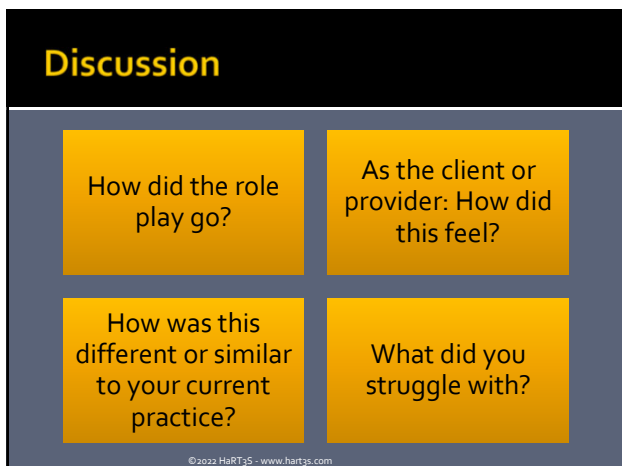 Discussion
How did the role
play go?
As the client or
provider: How did
this feel?
How was this
different or similar
to your current
practice?
What did you
struggle with?
©2022 HaRT3S - www.hart3s.com